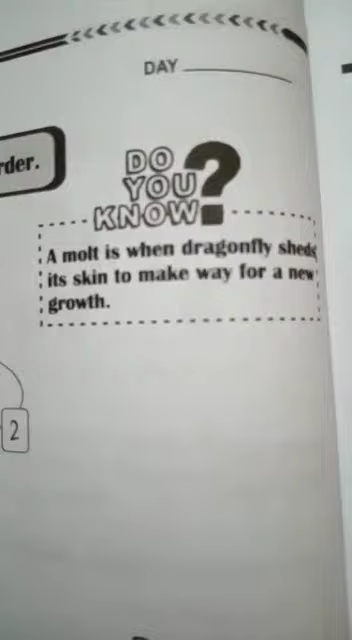 DAY
rder.
DO
YOU
KNOW?
A molt is when dragonfly sheds
its skin to make way for a new
growth.
2